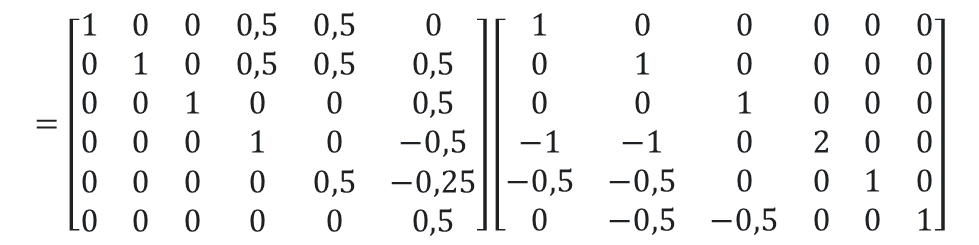 1 0 0 0,5 0,5 0 1 0 0 0 0 0
0 1 0 0,5 0,5 0,5 0 1 0 0 0 0
0 0 1 0 0 0,5 0 0 1 0 0 0
= 0 0 0 1 0 −0,5 −1 −1 0 2 0 0
0 0 0 0 0,5 −0,25 −0,5 −0,5 0 0 1 0
0 0 0 0 0 0,5 0 −0,5 −0,5 0 0 1